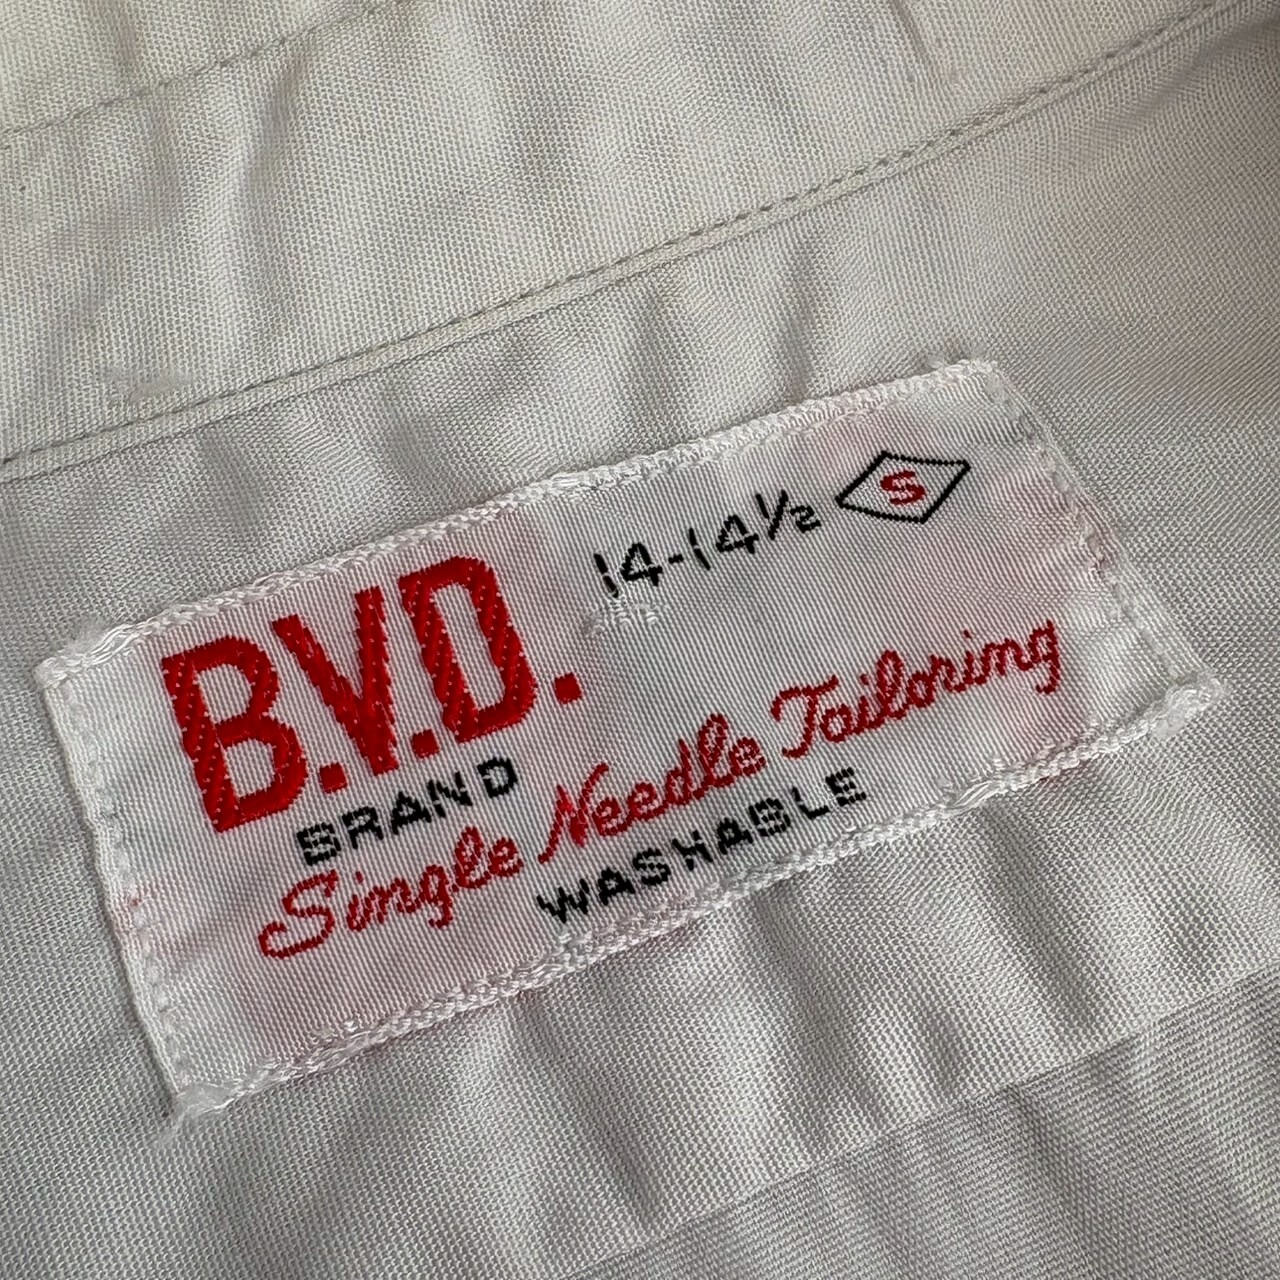 14-14½ S
B.V.D.
BRAND
Single Needle Tailoring
WASHABLE